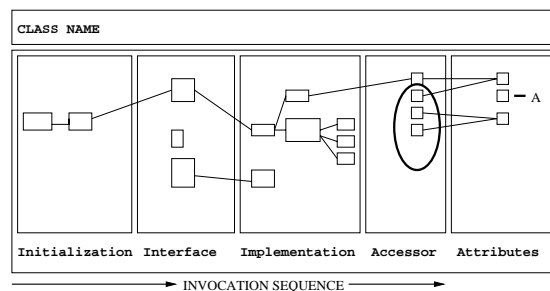 CLASS NAME
A
Initialization Interface Implementation Accessor Attributes
INVOCATION SEQUENCE